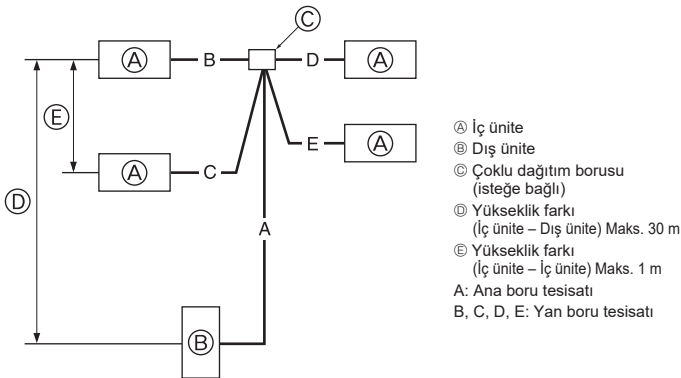 Ⓒ
Ⓐ B D Ⓐ
Ⓔ
Ⓐ C E Ⓐ
Ⓓ
A
Ⓑ
Ⓐ İç ünite
Ⓑ Dış ünite
Ⓒ Çoklu dağıtım borusu
(isteğe bağlı)
Ⓓ Yükseklik farkı
(İç ünite – Dış ünite) Maks. 30 m
Ⓔ Yükseklik farkı
(İç ünite – İç ünite) Maks. 1 m
A: Ana boru tesisatı
B, C, D, E: Yan boru tesisatı